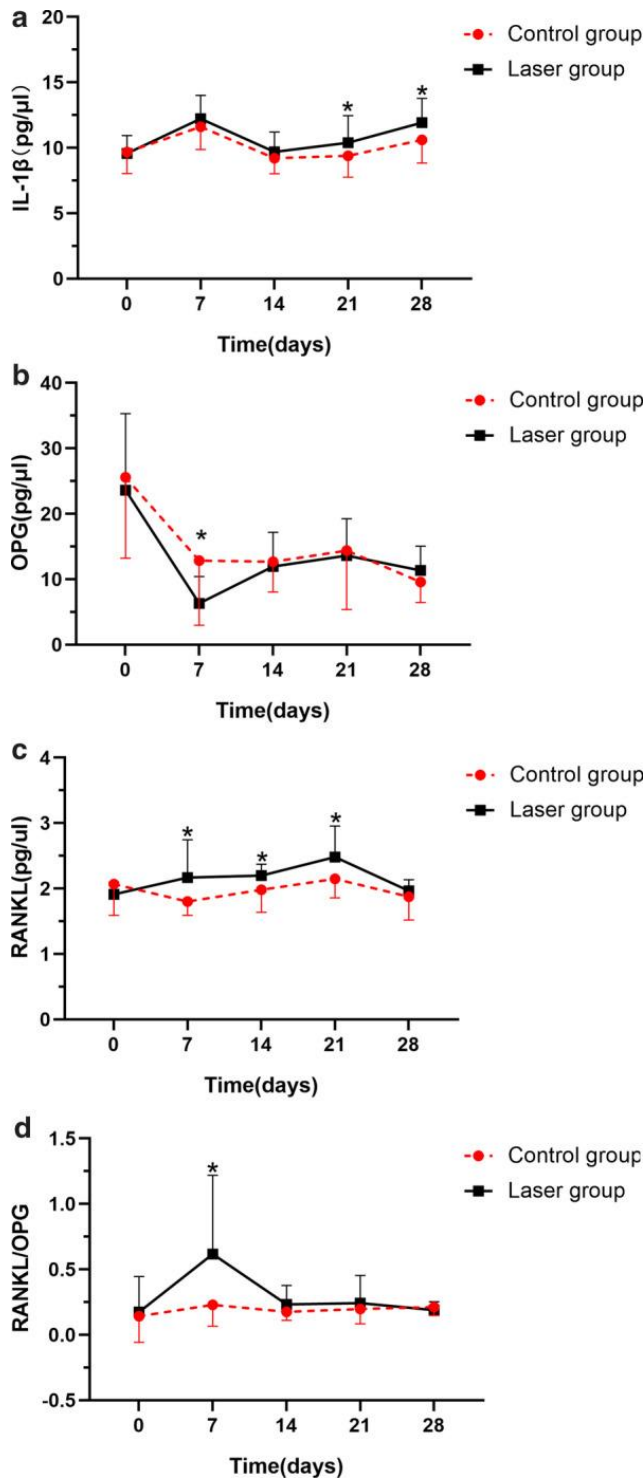 a
20
15
10
5
0
IL-1β(pg/μl)
* *
0 7 14 21 28
Time(days)
Control group
Laser group
b
40
30
20
10
0
OPG(pg/μl)
*
0 7 14 21 28
Time(days)
Control group
Laser group
c
4
3
2
1
0
RANKL(pg/ul)
* * *
0 7 14 21 28
Time(days)
Control group
Laser group
d
1.5
1.0
0.5
0.0
-0.5
RANKL/OPG
*
0 7 14 21 28
Time(days)
Control group
Laser group